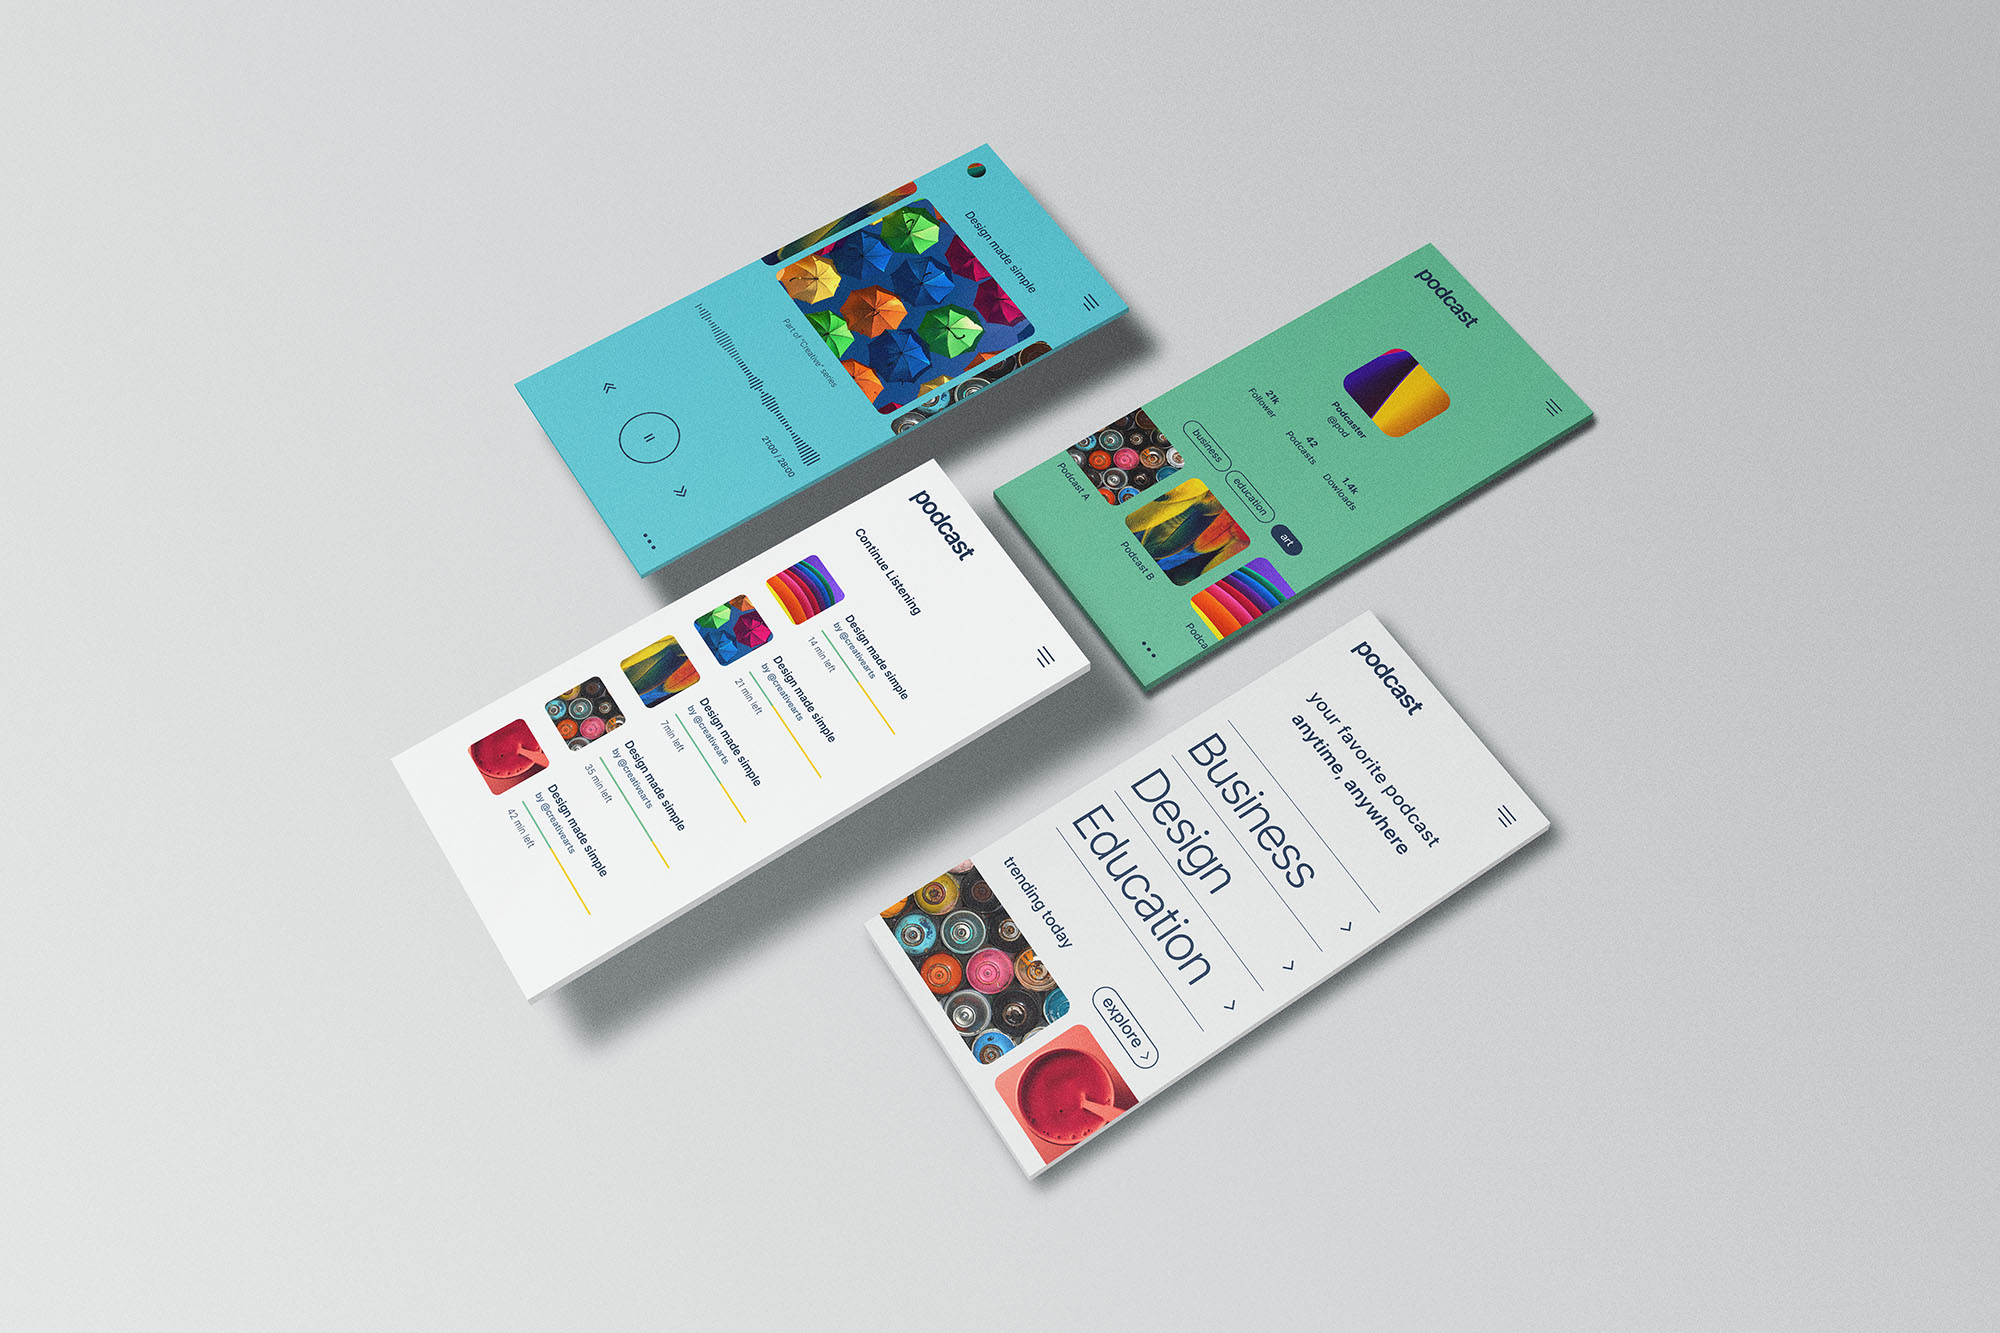 Design made simple
Part of "Creative" series
21:00 / 28:00
podcast
Podcaster
@pod
21k
Follower
42
Podcasts
1.4k
Dowloads
business
education
art
Podcast A
Podcast B
Podca
podcast
Continue Listening
Design made simple
by @creativearts
14 min left
Design made simple
by @creativearts
21 min left
Design made simple
by @creativearts
7min left
Design made simple
by @creativearts
35 min left
Design made simple
by @creativearts
42 min left
podcast
your favorite podcast
anytime, anywhere
Business
Design
Education
trending today
explore